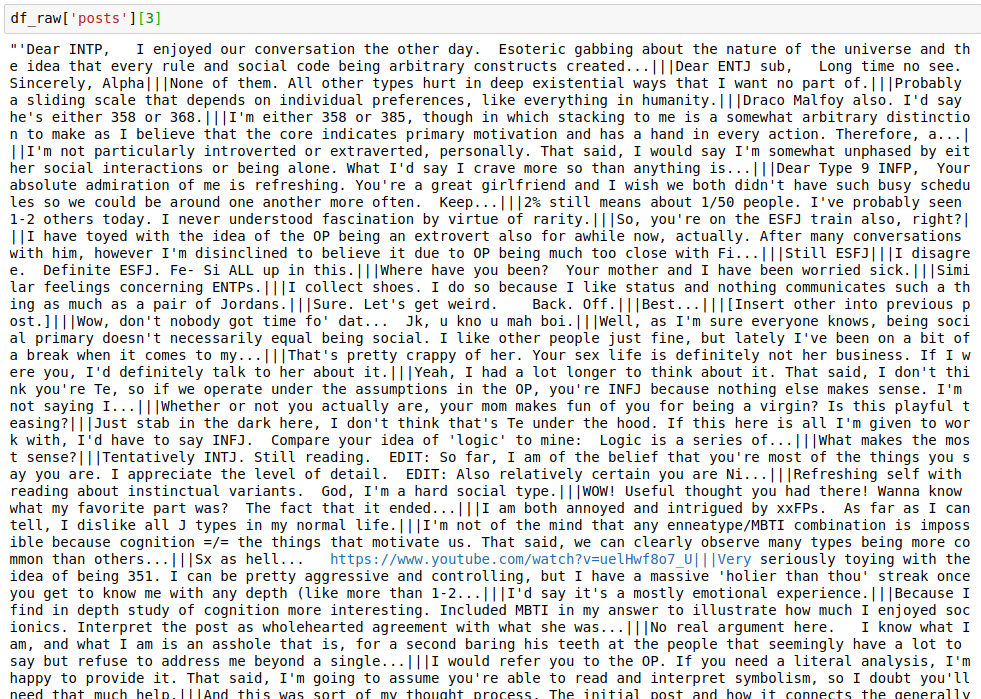 df_raw['posts'][3]
"'Dear INTP,   I enjoyed our conversation the other day.  Esoteric gabbing about the nature of the universe and th
e idea that every rule and social code being arbitrary constructs created...|||Dear ENTJ sub,   Long time no see.
Sincerely, Alpha|||None of them. All other types hurt in deep existential ways that I want no part of.|||Probably
a sliding scale that depends on individual preferences, like everything in humanity.|||Draco Malfoy also. I'd say
he's either 358 or 368.|||I'm either 358 or 385, though in which stacking to me is a somewhat arbitrary distinctio
n to make as I believe that the core indicates primary motivation and has a hand in every action. Therefore, a...|
||I'm not particularly introverted or extraverted, personally. That said, I would say I'm somewhat unphased by eit
her social interactions or being alone. What I'd say I crave more so than anything is...|||Dear Type 9 INFP,  Your
absolute admiration of me is refreshing. You're a great girlfriend and I wish we both didn't have such busy schedu
les so we could be around one another more often.  Keep...|||2% still means about 1/50 people. I've probably seen
1-2 others today. I never understood fascination by virtue of rarity.|||So, you're on the ESFJ train also, right?|
||I have toyed with the idea of the OP being an extrovert also for awhile now, actually. After many conversations
with him, however I'm disinclined to believe it due to OP being much too close with Fi...|||Still ESFJ|||I disagre
e.  Definite ESFJ. Fe- Si ALL up in this.|||Where have you been?  Your mother and I have been worried sick.|||Simi
lar feelings concerning ENTPs.|||I collect shoes. I do so because I like status and nothing communicates such a th
ing as much as a pair of Jordans.|||Sure. Let's get weird.    Back. Off.|||Best...|||[Insert other into previous p
ost.]|||Wow, don't nobody got time fo' dat...  Jk, u kno u mah boi.|||Well, as I'm sure everyone knows, being soci
al primary doesn't necessarily equal being social. I like other people just fine, but lately I've been on a bit of
a break when it comes to my...|||That's pretty crappy of her. Your sex life is definitely not her business. If I w
ere you, I'd definitely talk to her about it.|||Yeah, I had a lot longer to think about it. That said, I don't thi
nk you're Te, so if we operate under the assumptions in the OP, you're INFJ because nothing else makes sense. I'm
not saying I...|||Whether or not you actually are, your mom makes fun of you for being a virgin? Is this playful t
easing?|||Just stab in the dark here, I don't think that's Te under the hood. If this here is all I'm given to wor
k with, I'd have to say INFJ.  Compare your idea of 'logic' to mine:  Logic is a series of...|||What makes the mos
t sense?|||Tentatively INTJ. Still reading.  EDIT: So far, I am of the belief that you're most of the things you s
ay you are. I appreciate the level of detail.  EDIT: Also relatively certain you are Ni...|||Refreshing self with
reading about instinctual variants.  God, I'm a hard social type.|||WOW! Useful thought you had there! Wanna know
what my favorite part was?  The fact that it ended...|||I am both annoyed and intrigued by xxFPs.  As far as I can
tell, I dislike all J types in my normal life.|||I'm not of the mind that any enneatype/MBTI combination is imposs
ible because cognition =/= the things that motivate us. That said, we can clearly observe many types being more co
mmon than others...|||Sx as hell...   https://www.youtube.com/watch?v=uelHwf8o7_U|||Very seriously toying with the
idea of being 351. I can be pretty aggressive and controlling, but I have a massive 'holier than thou' streak once
you get to know me with any depth (like more than 1-2...|||I'd say it's a mostly emotional experience.|||Because I
find in depth study of cognition more interesting. Included MBTI in my answer to illustrate how much I enjoyed soc
ionics. Interpret the post as wholehearted agreement with what she was...|||No real argument here.   I know what I
am, and what I am is an asshole that is, for a second baring his teeth at the people that seemingly have a lot to
say but refuse to address me beyond a single...|||I would refer you to the OP. If you need a literal analysis, I'm
happy to provide it. That said, I'm going to assume you're able to read and interpret symbolism, so I doubt you'll
need that much help.|||And this was sort of my thought process. The initial post and how it connects the generally